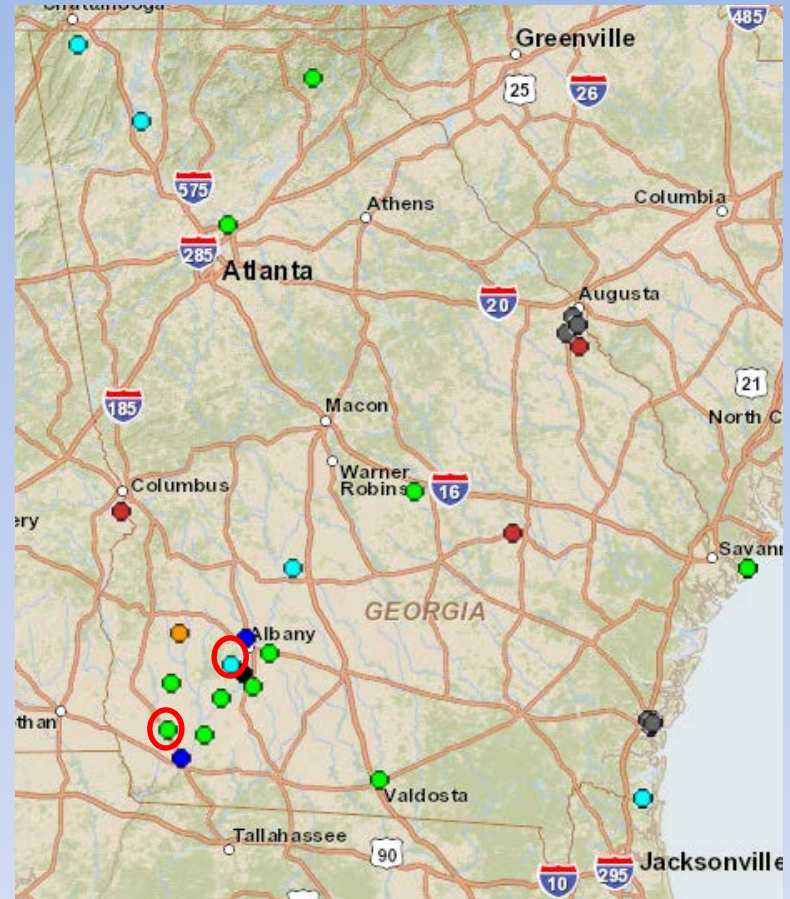 485
Greenville
25
26
575
Athens
Columbia
285
Atlanta
20
Augusta
21
185
Macon
North C
Warner
Robins
16
Columbus
ery
Savann
GEORGIA
Albany
than
Valdosta
Tallahassee
90
Jacksonville
10
295